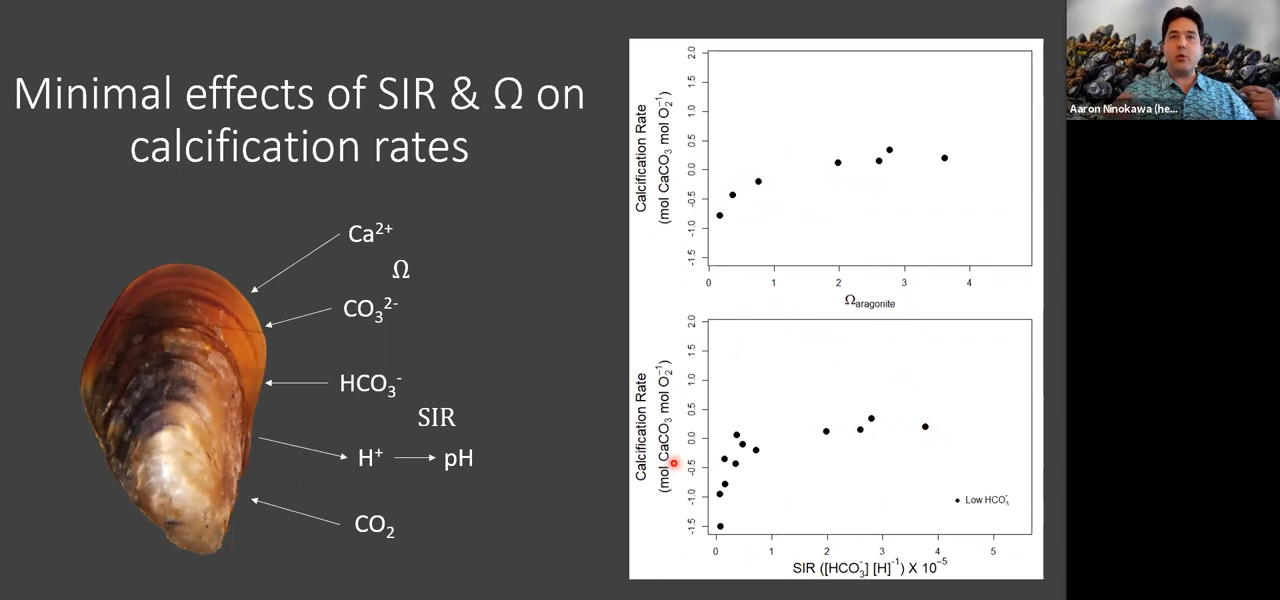 Minimal effects of SIR & Ω on
calcification rates
Ca²⁺
Ω
CO₃²⁻
HCO₃⁻
SIR
H⁺
pH
CO₂
Calcification Rate
(mol CaCO₃ mol O₂⁻¹)
2.0
1.5
1.0
0.5
0.0
-0.5
-1.0
-1.5
0 1 2 3 4
Ωaragonite
Calcification Rate
(mol CaCO₃ mol O₂⁻¹)
2.0
1.5
1.0
0.5
0.0
-0.5
-1.0
-1.5
Low HCO₃⁻
0 1 2 3 4 5
SIR ([HCO₃⁻] [H]⁻¹) X 10⁻⁵
Aaron Ninokawa (he...